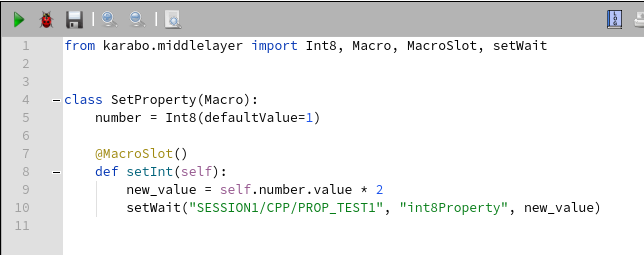 1 from karabo.middlelayer import Int8, Macro, MacroSlot, setWait
2
3
4 class SetProperty(Macro):
5     number = Int8(defaultValue=1)
6
7     @MacroSlot()
8     def setInt(self):
9         new_value = self.number.value * 2
10         setWait("SESSION1/CPP/PROP_TEST1", "int8Property", new_value)
11